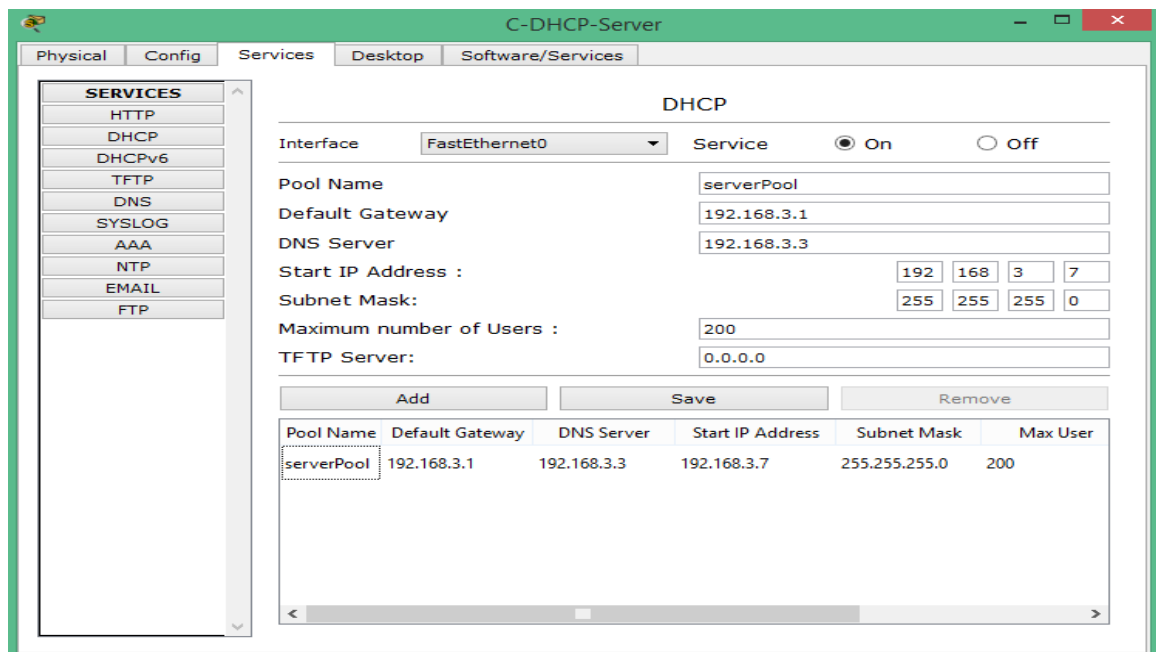 C-DHCP-Server
Physical Config Services Desktop Software/Services
SERVICES
HTTP
DHCP
DHCPv6
TFTP
DNS
SYSLOG
AAA
NTP
EMAIL
FTP
DHCP
Interface FastEthernet0 Service On Off
Pool Name serverPool
Default Gateway 192.168.3.1
DNS Server 192.168.3.3
Start IP Address : 192 168 3 7
Subnet Mask: 255 255 255 0
Maximum number of Users : 200
TFTP Server: 0.0.0.0
Add Save Remove
Pool Name Default Gateway DNS Server Start IP Address Subnet Mask Max User
serverPool 192.168.3.1 192.168.3.3 192.168.3.7 255.255.255.0 200